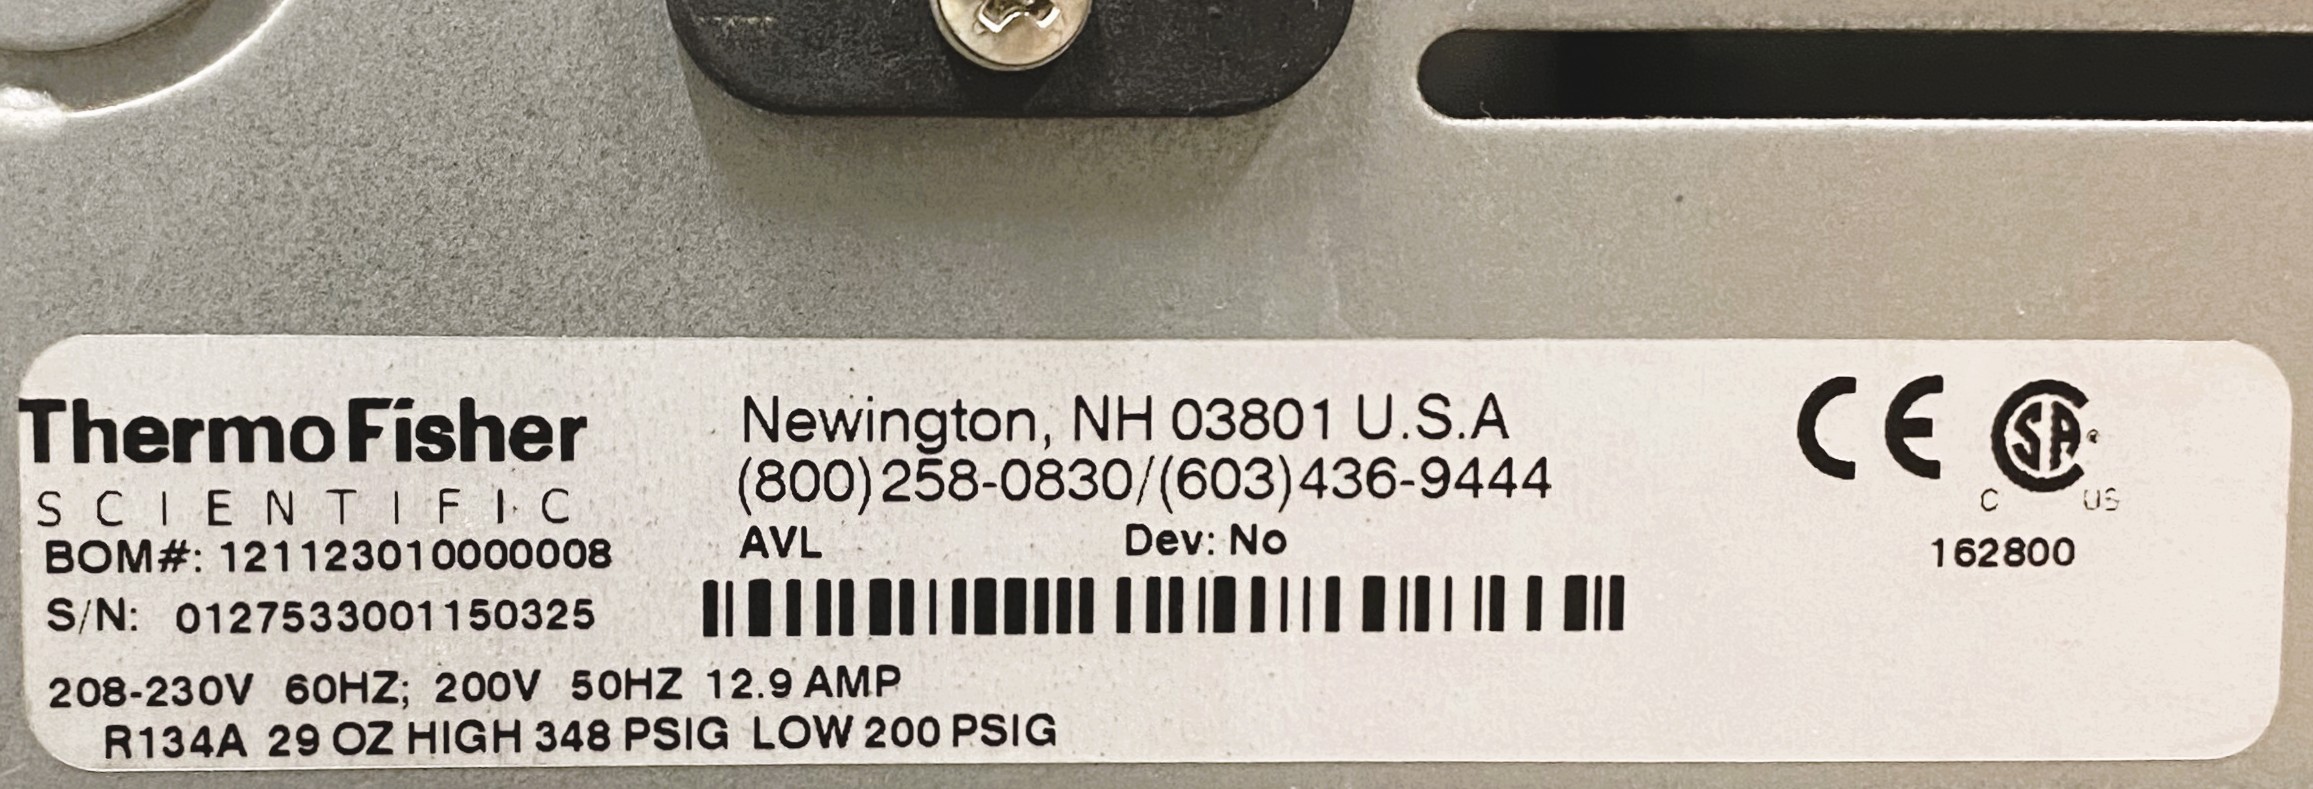 ThermoFisher
SCIENTIFIC
BOM#: 121123010000008
S/N: 0127533001150325
208-230V 60HZ; 200V 50HZ 12.9 AMP
R134A 29 OZ HIGH 348 PSIG LOW 200 PSIG
Newington, NH 03801 U.S.A
(800)258-0830/(603)436-9444
AVL Dev: No
CE
SA®
C US
162800